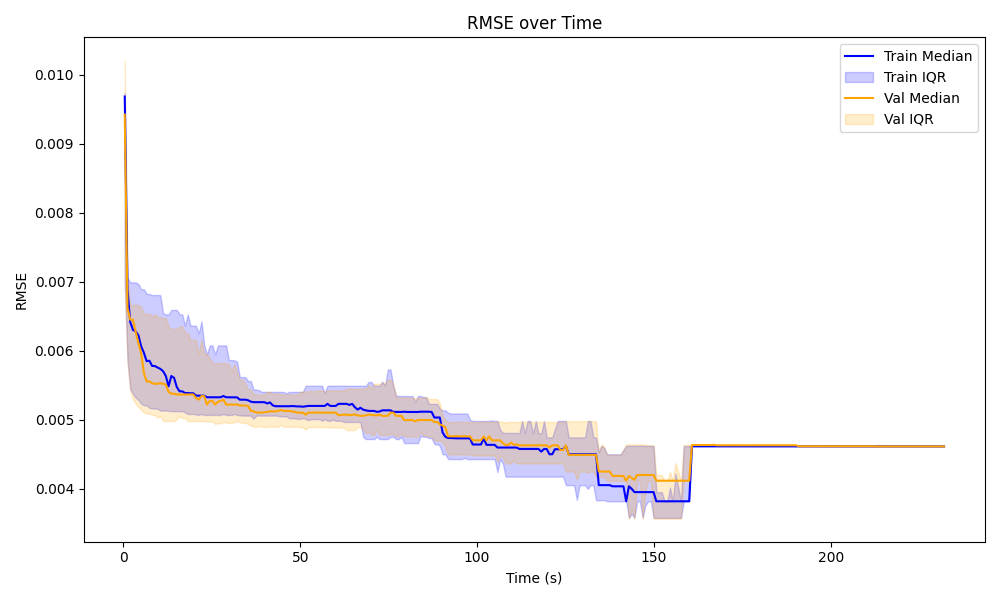 RMSE over Time
Train Median
Train IQR
Val Median
Val IQR
RMSE
0.010
0.009
0.008
0.007
0.006
0.005
0.004
0
50
100
150
200
Time (s)